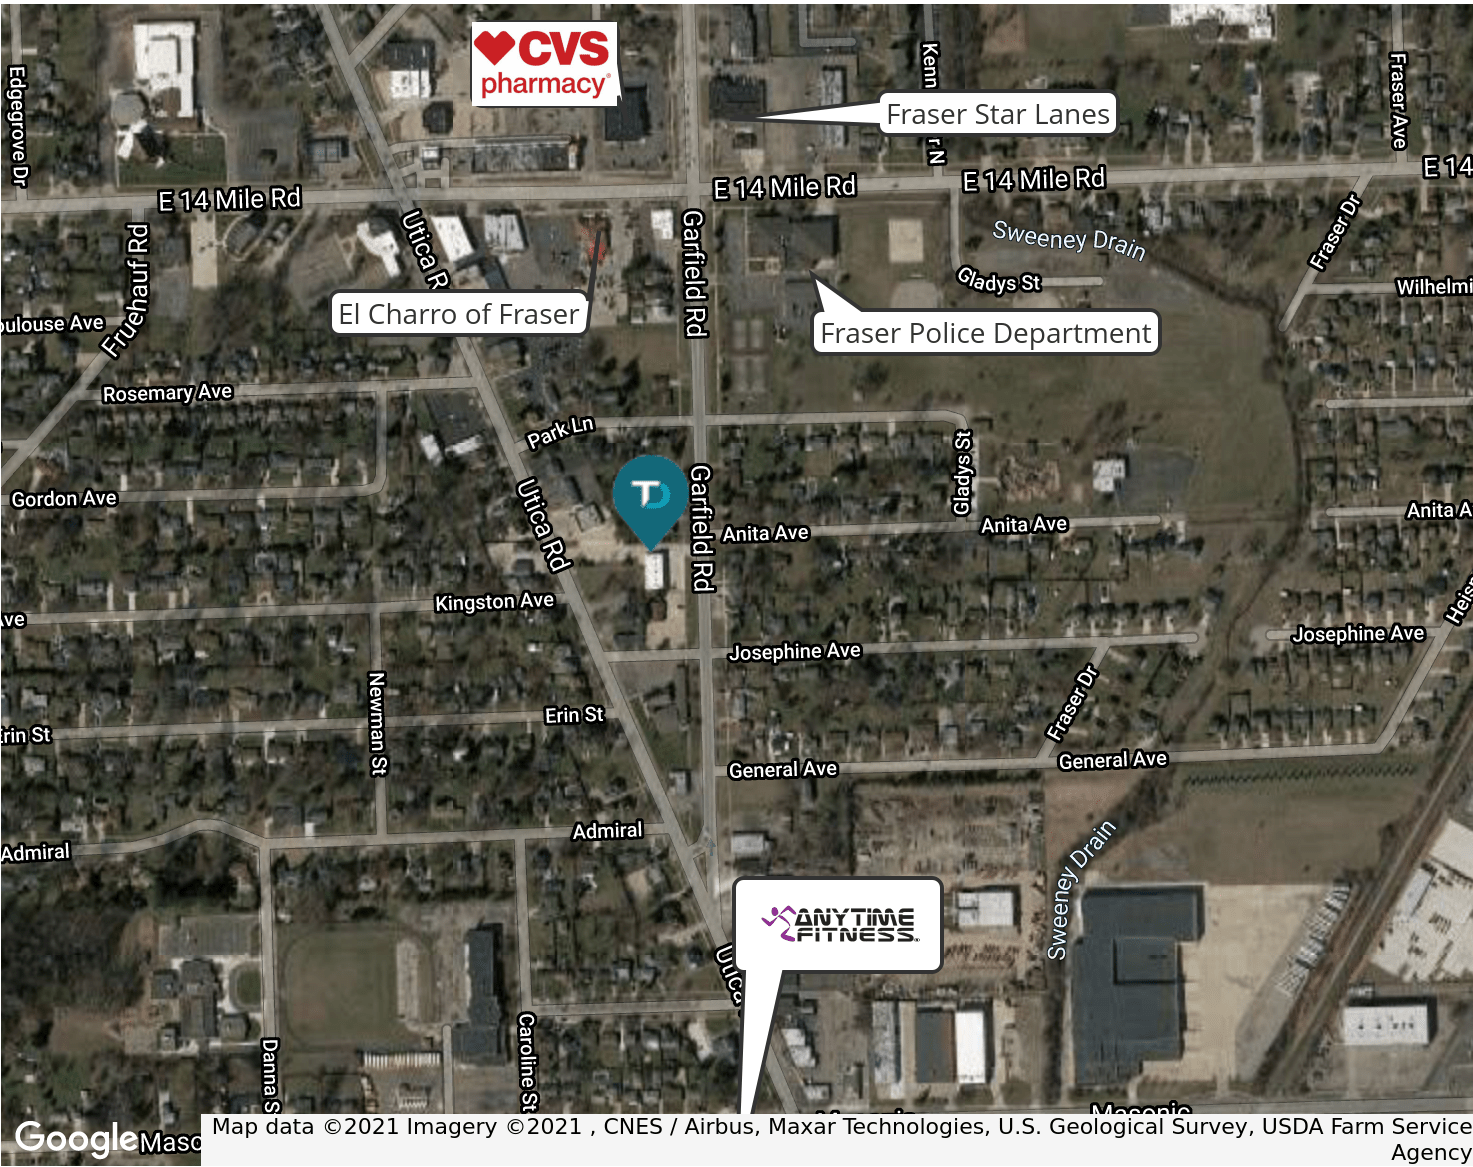 CVS
pharmacy
Edgegrove Dr
Fraser Ave
Fraser Star Lanes
E 14 Mile Rd
E 14 Mile Rd
E 14 Mile Rd
E 14
Utica R
Garfield Rd
Sweeney Drain
Fraser Dr
Fruehauf Rd
Gladys St
El Charro of Fraser
Fraser Police Department
Rosemary Ave
Park Ln
Gladys St
Gordon Ave
TD
Utica Rd
Garfield Rd
Anita Ave
Anita Ave
Anita A
Kingston Ave
Josephine Ave
Josephine Ave
Newman St
Erin St
Fraser Dr
General Ave
General Ave
Admiral
Admiral
Sweeney Drain
ANYTIME
FITNESS
Danna S
Caroline St
Masonic
Google
Map data ©2021 Imagery ©2021 , CNES / Airbus, Maxar Technologies, U.S. Geological Survey, USDA Farm Service
Agency